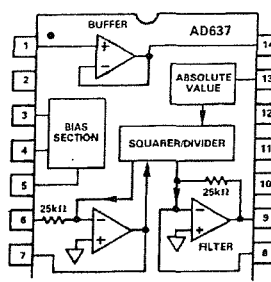 BUFFER
AD637
1
14
2
ABSOLUTE
VALUE
13
3
12
BIAS
SECTION
SQUARER/DIVIDER
4
11
5
10
25kΩ
25kΩ
6
9
FILTER
7
8